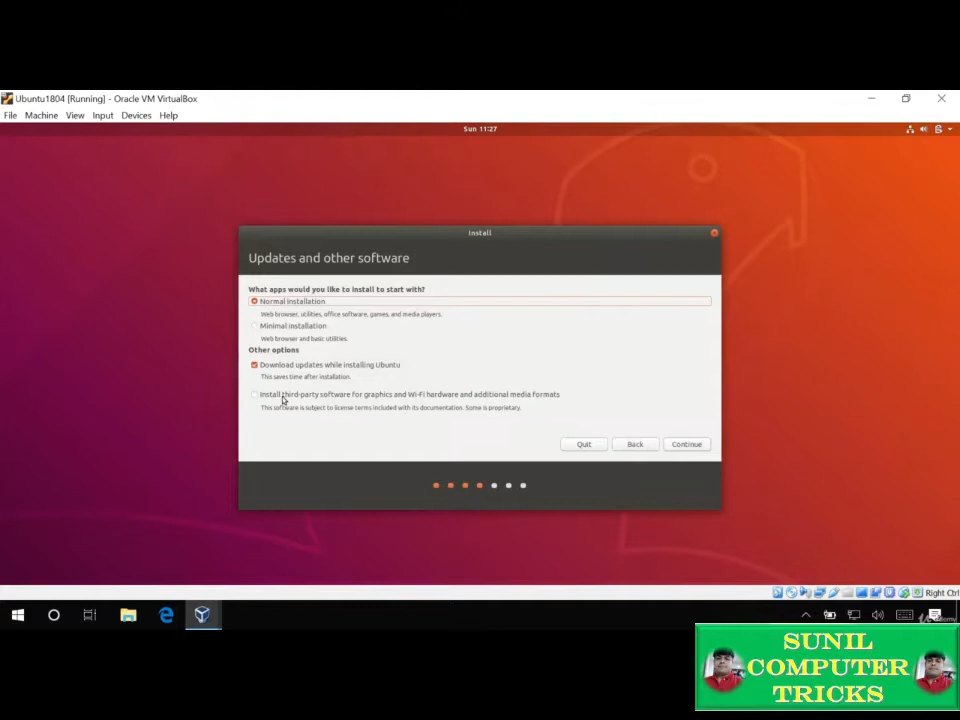 Ubuntu1804 [Running] - Oracle VM VirtualBox
File Machine View Input Devices Help
Sun 11:27
Install
Updates and other software
What apps would you like to install to start with?
Normal installation
Web browser, utilities, office software, games, and media players.
Minimal installation
Web browser and basic utilities.
Other options
Download updates while installing Ubuntu
This saves time after installation.
Install third-party software for graphics and Wi-Fi hardware and additional media formats
This software is subject to license terms included with its documentation. Some is proprietary.
Quit Back Continue
Right Ctrl
SUNIL
COMPUTER
TRICKS